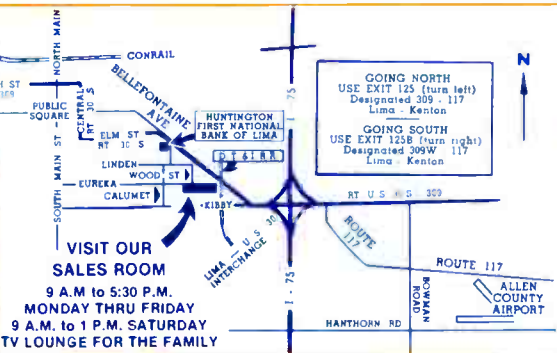 NORTH MAIN
CONRAIL
N
H ST
PUBLIC
SQUARE
CENTRAL
RT 30 S
BELLEFONTAINE
AVE
I - 75
HUNTINGTON
FIRST NATIONAL
BANK OF LIMA
GOING NORTH
USE EXIT 125 (turn left)
Designated 309 - 117
Lima - Kenton
GOING SOUTH
USE EXIT 125B (turn right)
Designated 309W 117
Lima - Kenton
ELM ST
RT 30 S
D T & I RR
LINDEN
WOOD ST
EUREKA
CALUMET
KIBBY
SOUTH MAIN ST
RT U S 309
LIMA - U S 30
INTERCHANGE
ROUTE
117
ROUTE 117
BOWMAN
ROAD
ALLEN
COUNTY
AIRPORT
HANTHORN RD
I - 75
VISIT OUR
SALES ROOM
9 A.M to 5:30 P.M.
MONDAY THRU FRIDAY
9 A.M. to 1 P.M. SATURDAY
TV LOUNGE FOR THE FAMILY